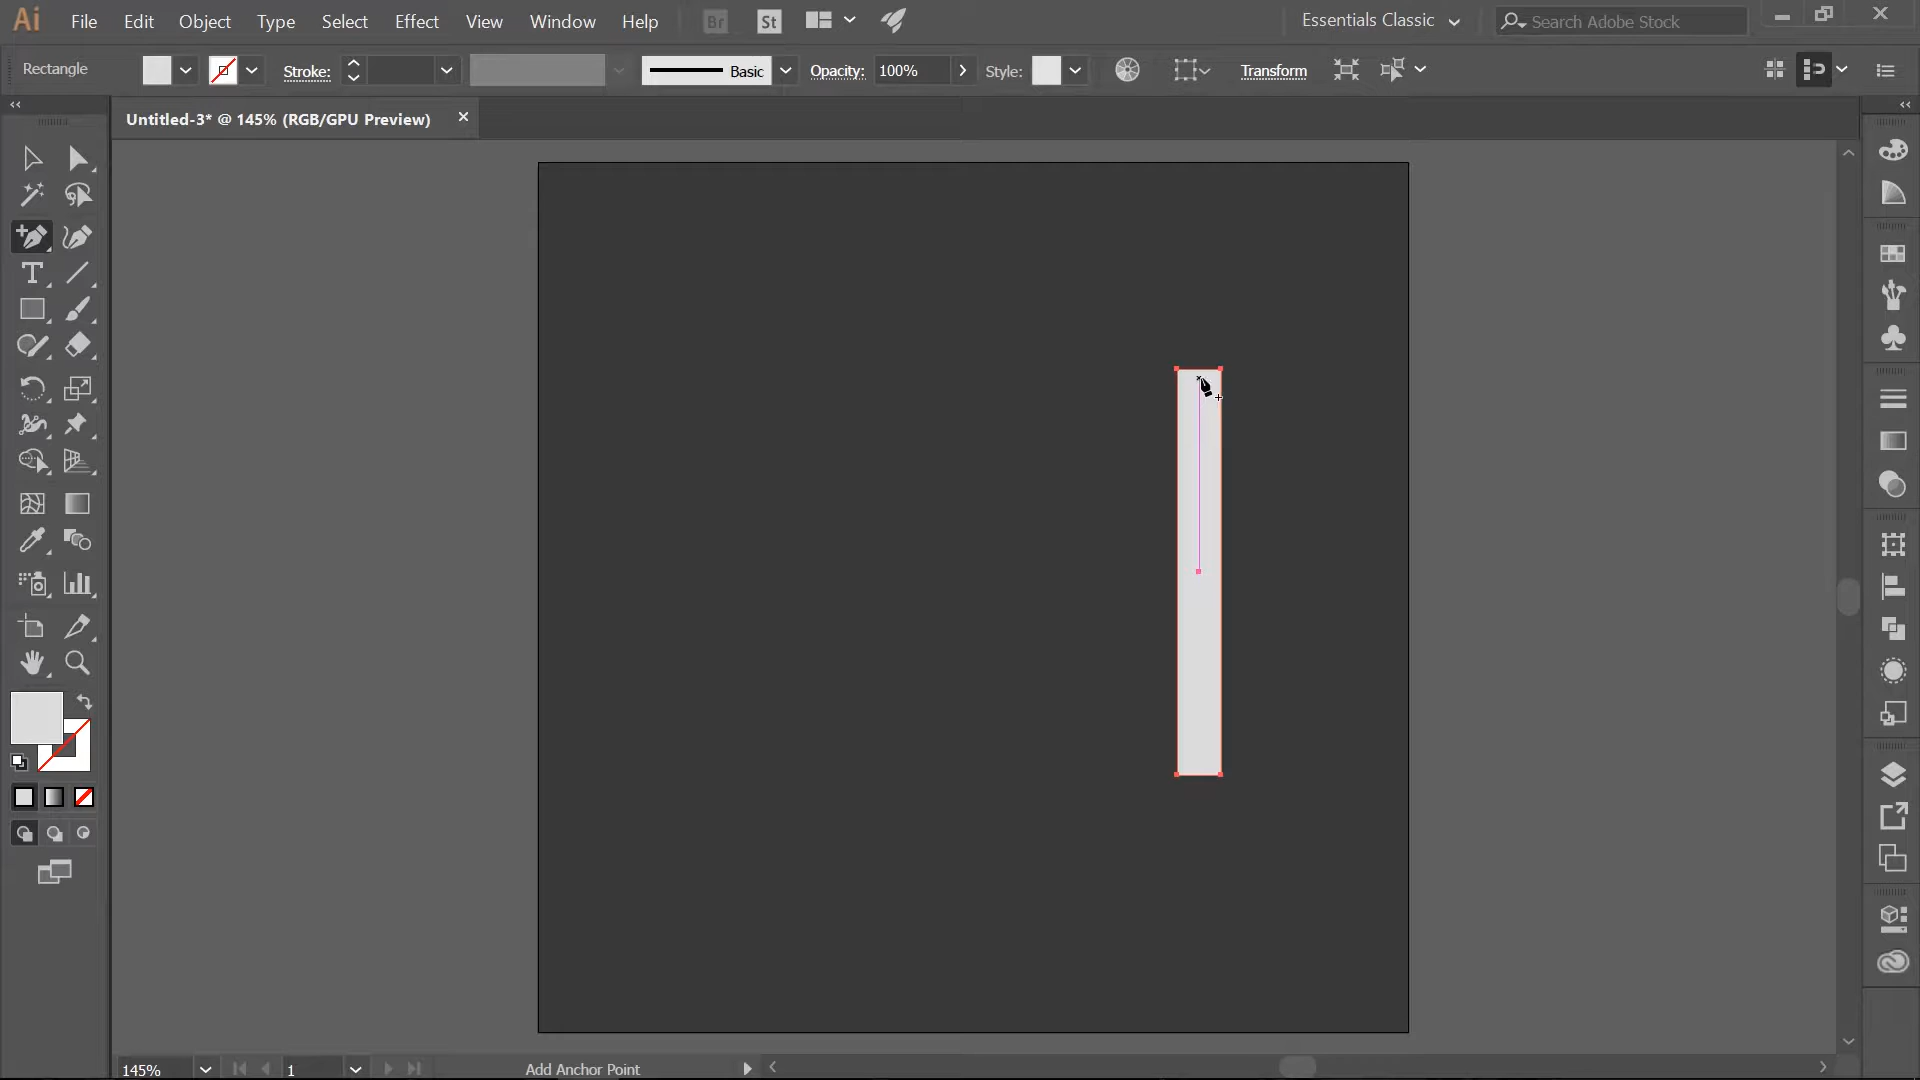 Ai File Edit Object Type Select Effect View Window Help Br St Essentials Classic Search Adobe Stock
Rectangle Stroke: Basic Opacity: 100% Style: Transform
Untitled-3* @ 145% (RGB/GPU Preview)
T
145% 1 Add Anchor Point